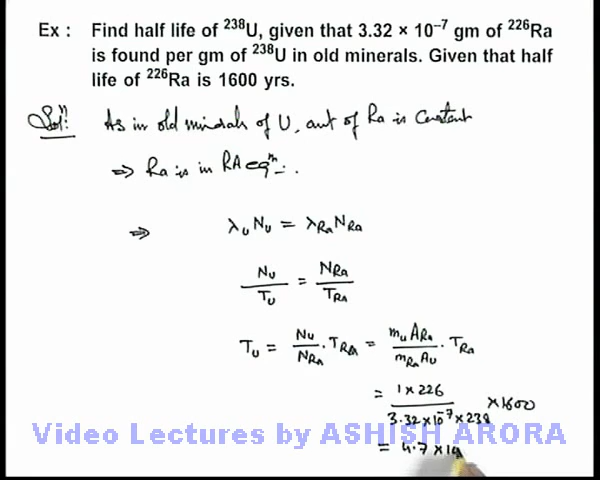 Ex : Find half life of ²³⁸U, given that 3.32 × 10⁻⁷ gm of ²²⁶Ra
is found per gm of ²³⁸U in old minerals. Given that half
life of ²²⁶Ra is 1600 yrs.
Solⁿ: As in old minerals of U, amt of Ra is Constant
⇒ Ra is in RA eqᵐ.
⇒ λ_U N_U = λ_Ra N_Ra
N_U / T_U = N_Ra / T_Ra
T_U = N_U / N_Ra · T_Ra = m_U A_Ra / m_Ra A_U · T_Ra
= 1 × 226 / 3.32 × 10⁻⁷ × 238 × 1600
Video Lectures by ASHISH ARORA
= 4.7 × 10